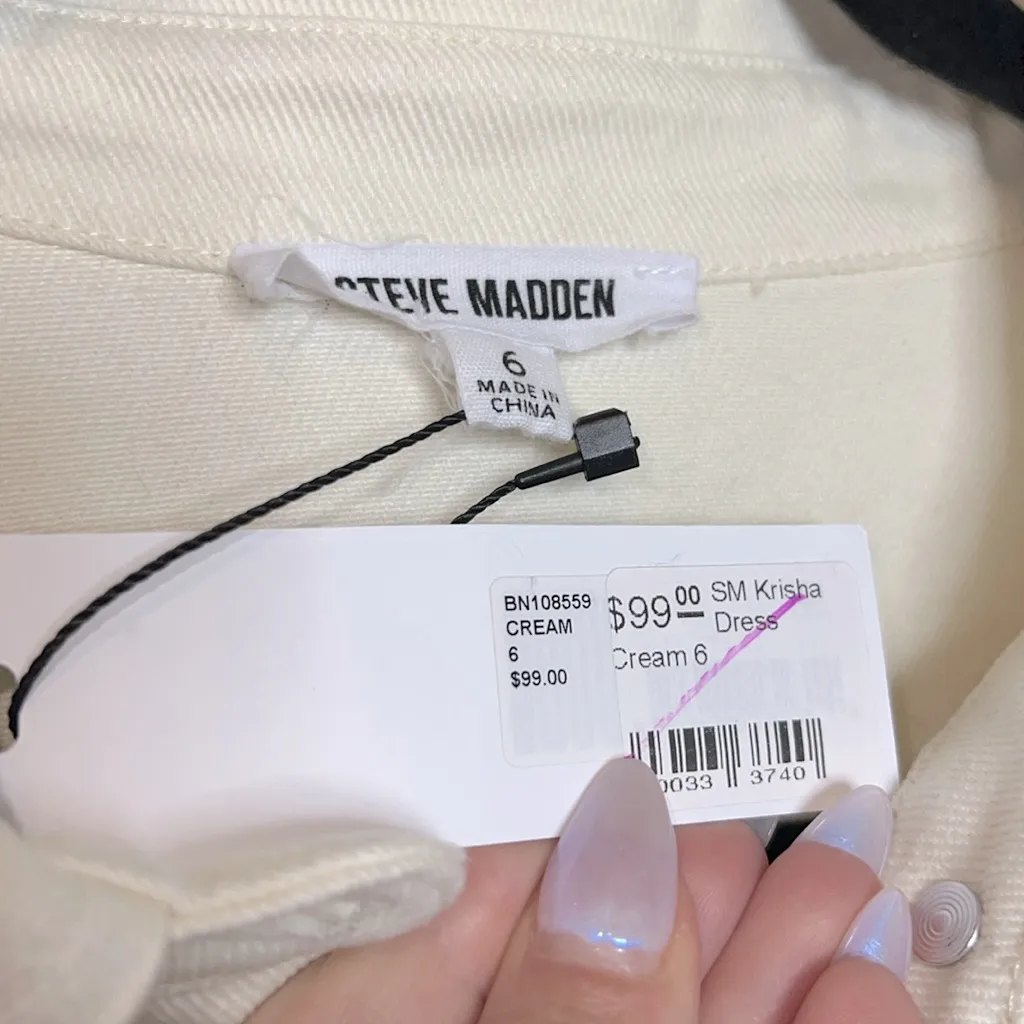 STEVE MADDEN
6
MADE IN
CHINA
BN108559
CREAM
6
$99.00
$99.00 SM Krisha
Dress
Cream 6
0033 3740